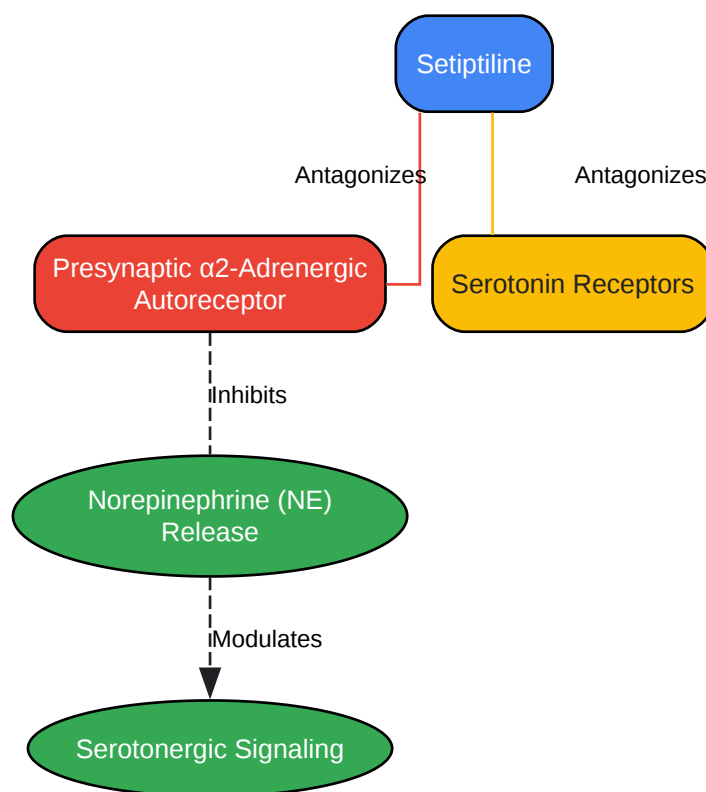 Setiptiline
Antagonizes
Antagonizes
Presynaptic α2-Adrenergic
Autoreceptor
Serotonin Receptors
Inhibits
Norepinephrine (NE)
Release
Modulates
Serotonergic Signaling